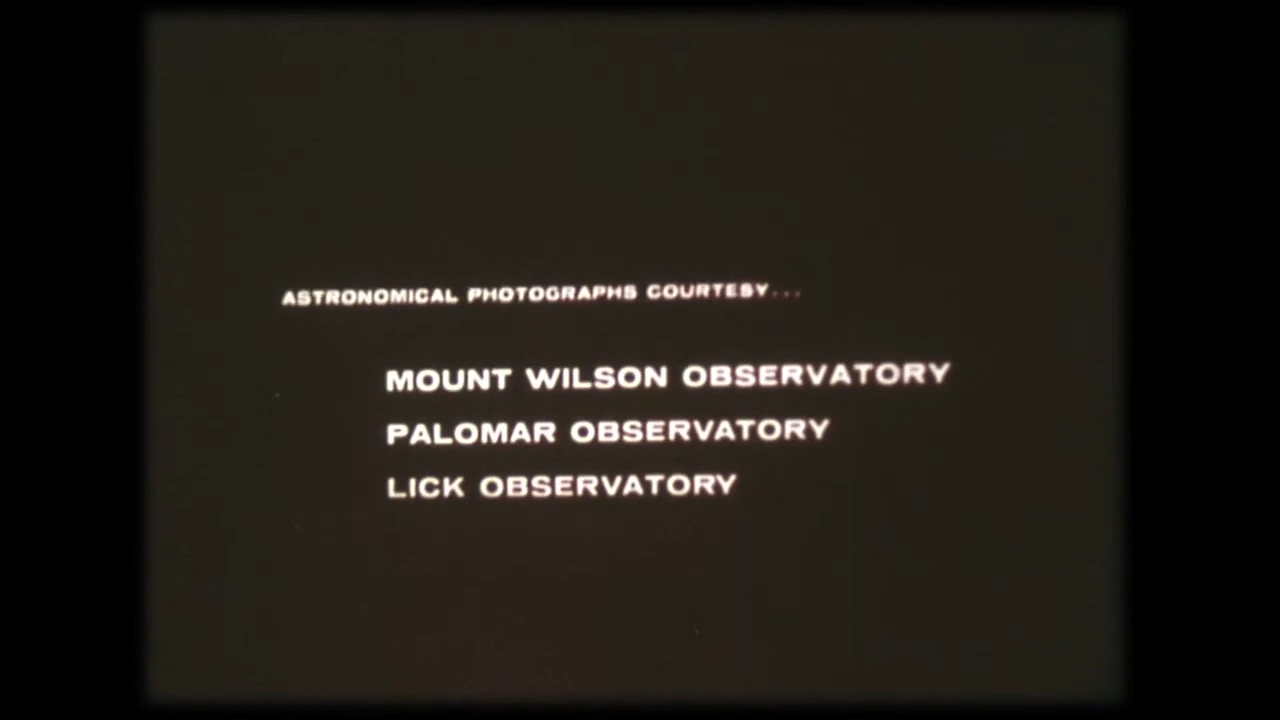 ASTRONOMICAL PHOTOGRAPHS COURTESY...
MOUNT WILSON OBSERVATORY
PALOMAR OBSERVATORY
LICK OBSERVATORY